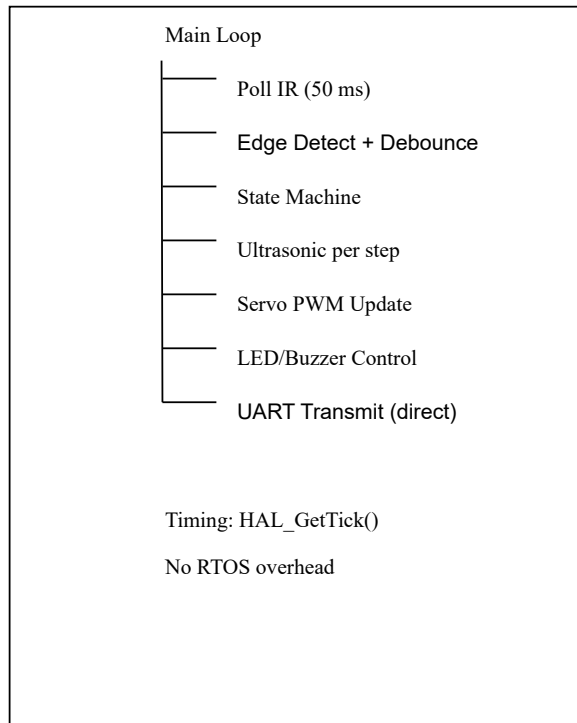 Main Loop
Poll IR (50 ms)
Edge Detect + Debounce
State Machine
Ultrasonic per step
Servo PWM Update
LED/Buzzer Control
UART Transmit (direct)
Timing: HAL_GetTick()
No RTOS overhead